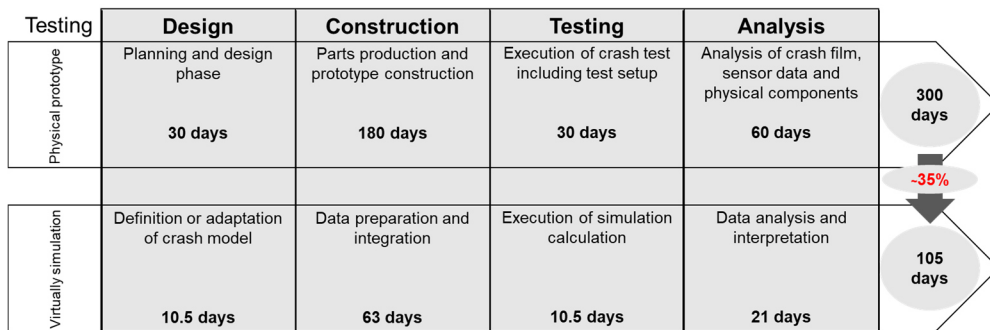 Testing
Design
Construction
Testing
Analysis
Physical prototype
Planning and design
phase
30 days
Parts production and
prototype construction
180 days
Execution of crash test
including test setup
30 days
Analysis of crash film,
sensor data and
physical components
60 days
300
days
~35%
Virtually simulation
Definition or adaptation
of crash model
10.5 days
Data preparation and
integration
63 days
Execution of simulation
calculation
10.5 days
Data analysis and
interpretation
21 days
105
days